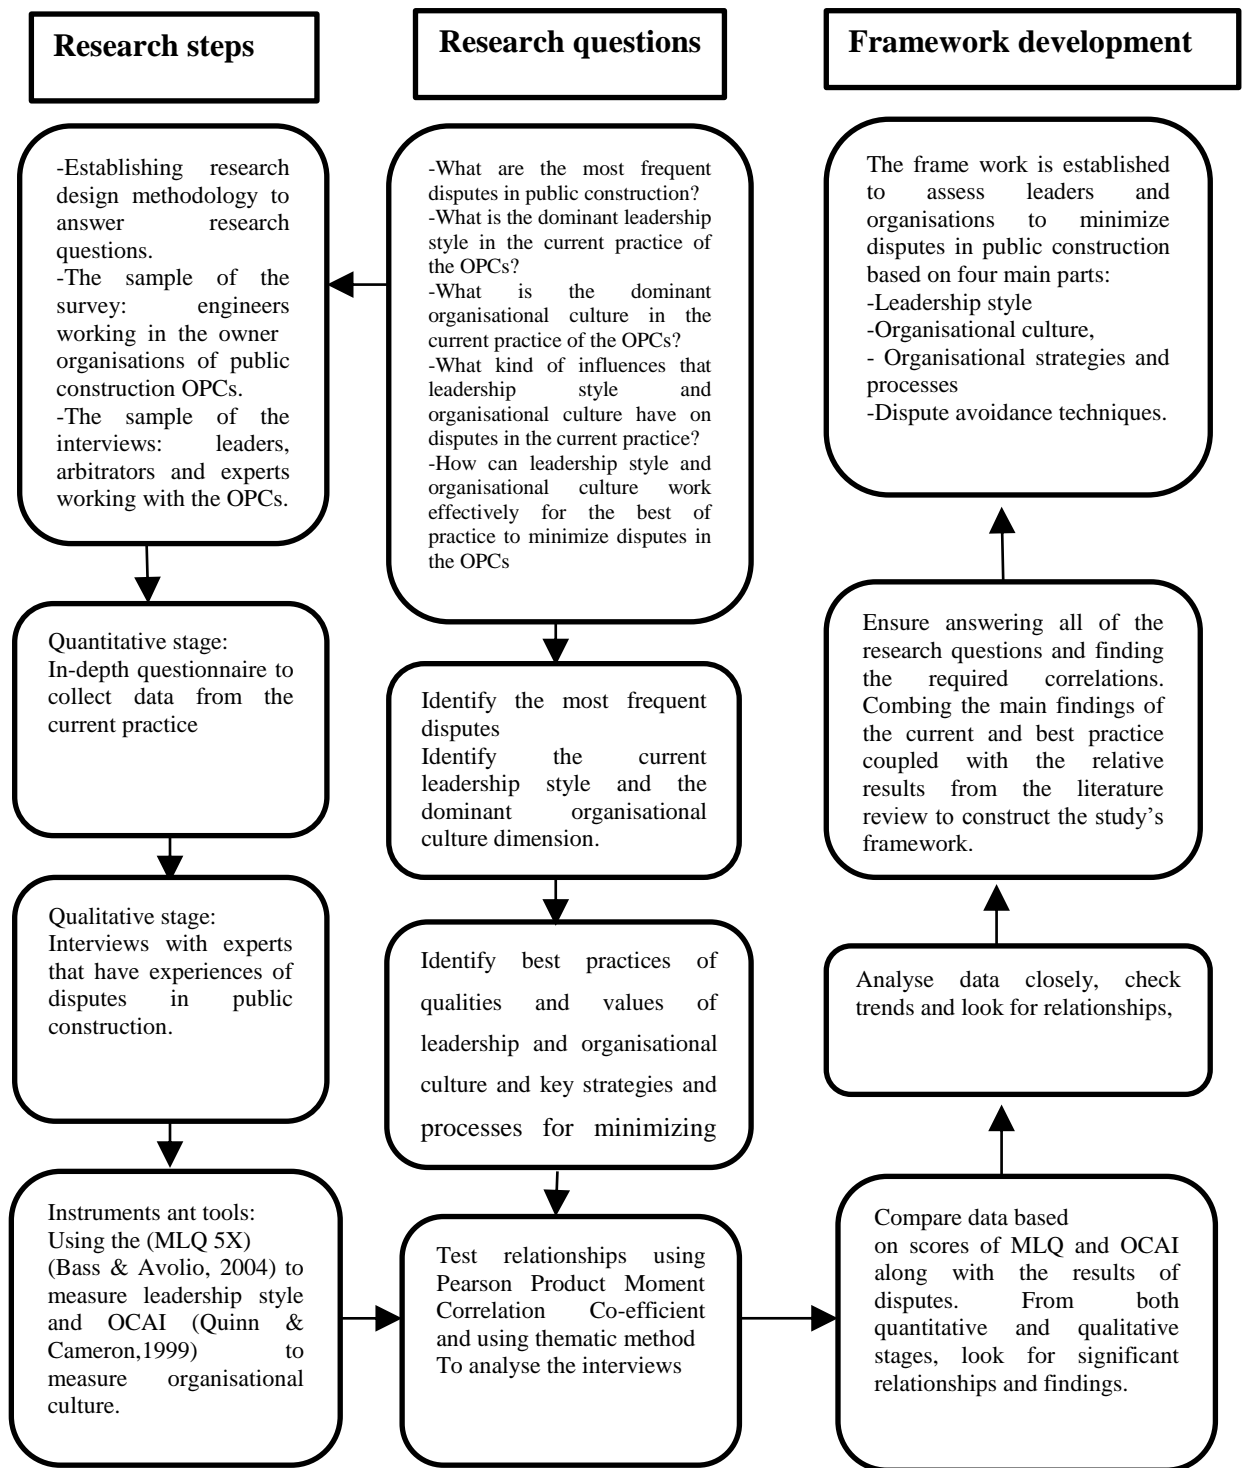 Research steps
Research questions
Framework development
-Establishing research
design methodology to
answer research
questions.
-The sample of the
survey: engineers
working in the owner
organisations of public
construction OPCs.
-The sample of the
interviews: leaders,
arbitrators and experts
working with the OPCs.
Quantitative stage:
In-depth questionnaire to
collect data from the
current practice
Qualitative stage:
Interviews with experts
that have experiences of
disputes in public
construction.
Instruments ant tools:
Using the (MLQ 5X)
(Bass & Avolio, 2004) to
measure leadership style
and OCAI (Quinn &
Cameron,1999) to
measure organisational
culture.
-What are the most frequent
disputes in public construction?
-What is the dominant leadership
style in the current practice of
the OPCs?
-What is the dominant
organisational culture in the
current practice of the OPCs?
-What kind of influences that
leadership style and
organisational culture have on
disputes in the current practice?
-How can leadership style and
organisational culture work
effectively for the best of
practice to minimize disputes in
the OPCs
Identify the most frequent
disputes
Identify the current
leadership style and the
dominant organisational
culture dimension.
Identify best practices of
qualities and values of
leadership and organisational
culture and key strategies and
processes for minimizing
Test relationships using
Pearson Product Moment
Correlation Co-efficient
and using thematic method
To analyse the interviews
The frame work is established
to assess leaders and
organisations to minimize
disputes in public construction
based on four main parts:
-Leadership style
-Organisational culture,
- Organisational strategies and
processes
-Dispute avoidance techniques.
Ensure answering all of the
research questions and finding
the required correlations.
Combing the main findings of
the current and best practice
coupled with the relative
results from the literature
review to construct the study's
framework.
Analyse data closely, check
trends and look for relationships,
Compare data based
on scores of MLQ and OCAI
along with the results of
disputes. From both
quantitative and qualitative
stages, look for significant
relationships and findings.